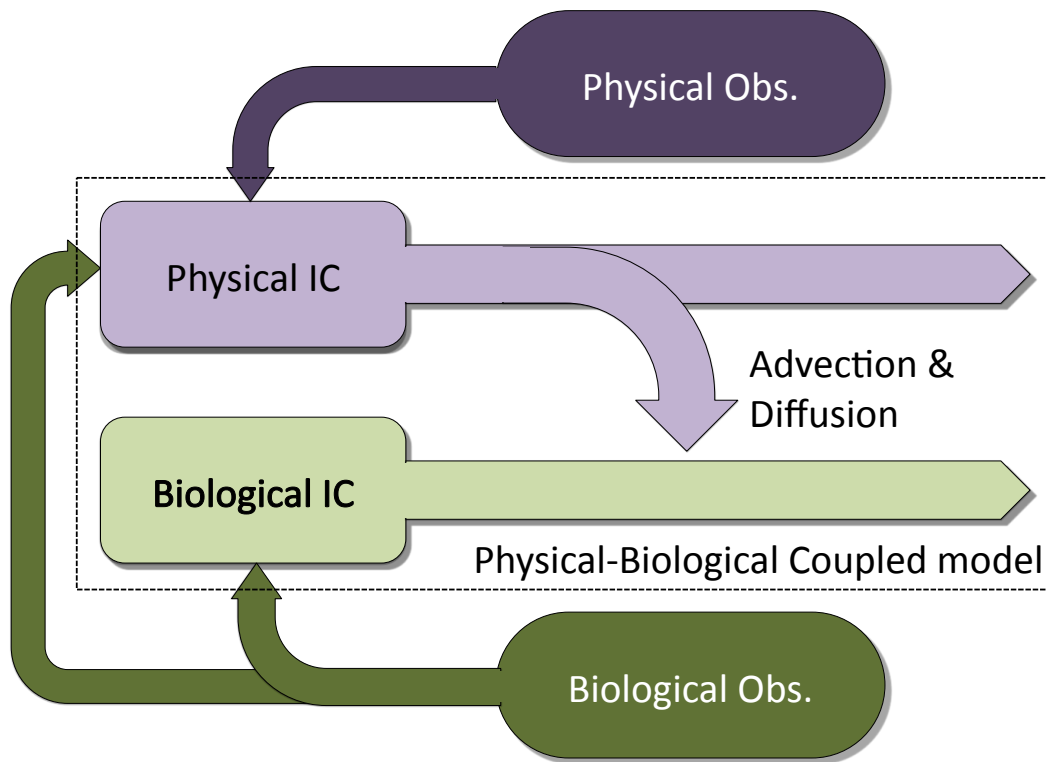 Physical Obs.
Physical IC
Advection &
Diffusion
Biological IC
Physical-Biological Coupled model
Biological Obs.